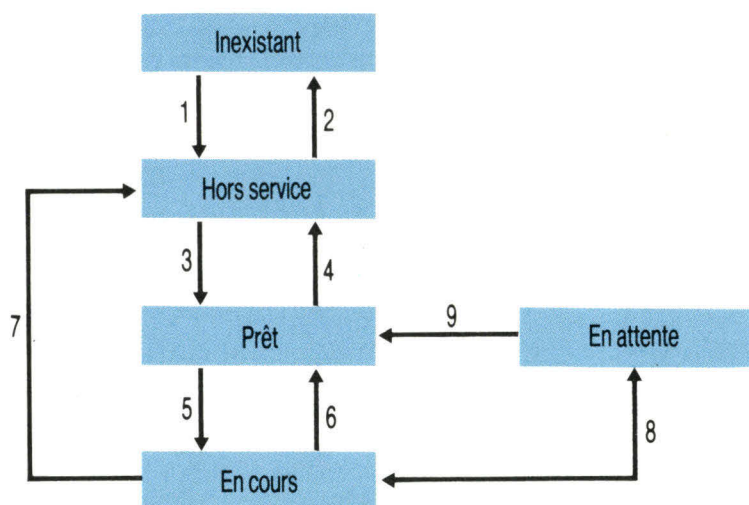 Inexistant
1
2
Hors service
3
4
7
9
Prêt
En attente
5
6
8
En cours